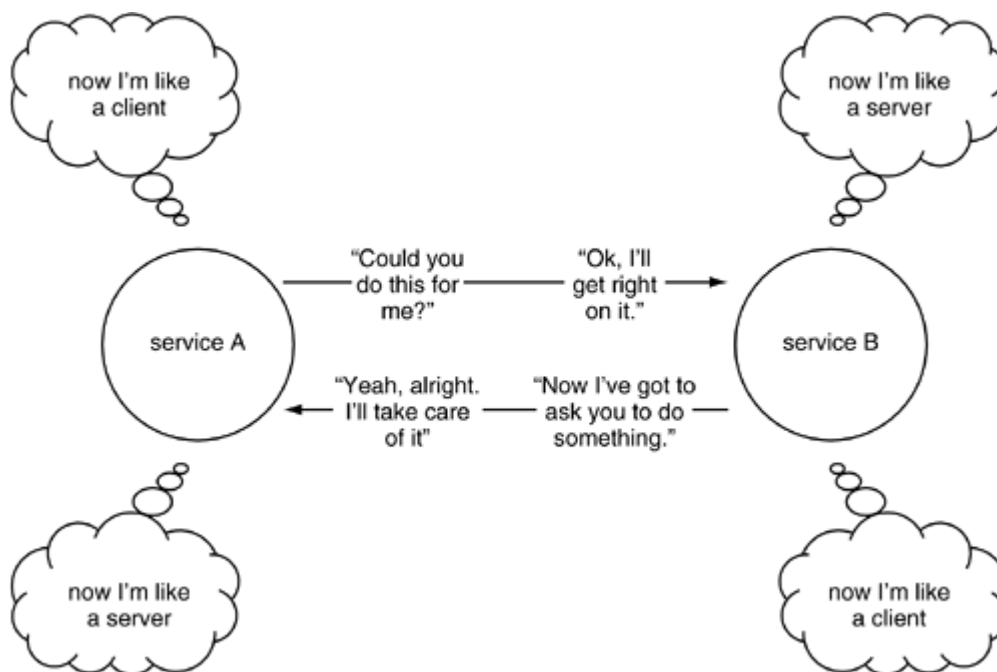 now I’m like
a client
now I’m like
a server
“Could you
do this for
me?”
“Ok, I’ll
get right
on it.”
service A
service B
“Yeah, alright.
I’ll take care
of it”
“Now I’ve got to
ask you to do
something.”
now I’m like
a server
now I’m like
a client